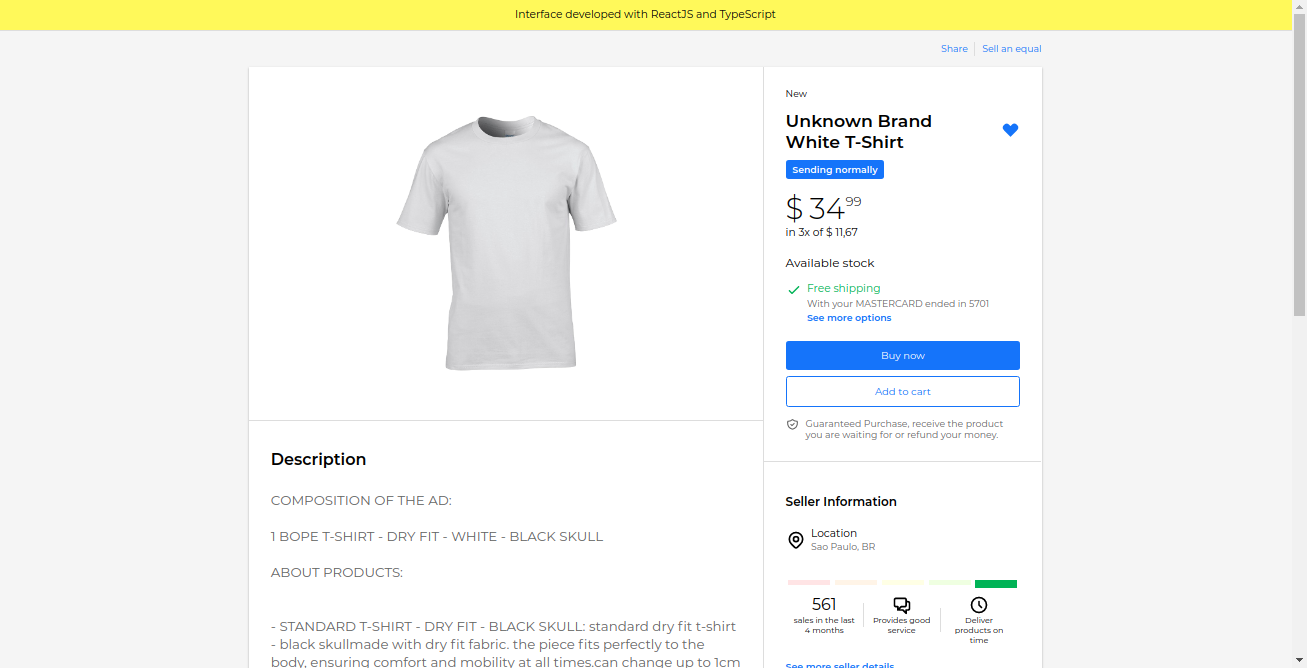 Interface developed with ReactJS and TypeScript
Share
Sell an equal
New
Unknown Brand
White T-Shirt
Sending normally
$ 34 99
in 3x of $ 11,67
Available stock
Free shipping
With your MASTERCARD ended in 5701
See more options
Buy now
Add to cart
Guaranteed Purchase, receive the product
you are waiting for or refund your money.
Description
COMPOSITION OF THE AD:
1 BOPE T-SHIRT - DRY FIT - WHITE - BLACK SKULL
ABOUT PRODUCTS:
- STANDARD T-SHIRT - DRY FIT - BLACK SKULL: standard dry fit t-shirt
- black skullmade with dry fit fabric. the piece fits perfectly to the
body, ensuring comfort and mobility at all times.can change up to 1cm
Seller Information
Location
Sao Paulo, BR
561
sales in the last
4 months
Provides good
service
Deliver
products on
time
See more seller details